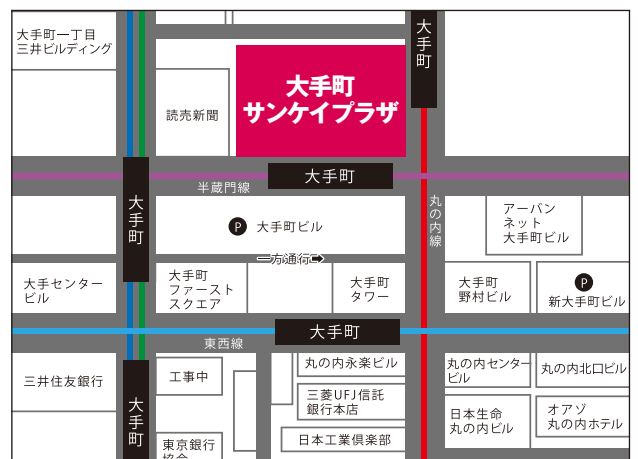 大手町一丁目
三井ビルディング
大手町
大手町
サンケイプラザ
読売新聞
大手町
大手町
半蔵門線
丸の内線
アーバン
ネット
大手町ビル
P
大手町ビル
一方通行
大手センター
ビル
大手町
ファースト
スクエア
大手町
タワー
大手町
野村ビル
P
新大手町ビル
大手町
東西線
三井住友銀行
工事中
丸の内永楽ビル
丸の内センター
ビル
丸の内北口ビル
三菱UFJ信託
銀行本店
大手町
日本生命
丸の内ビル
オアゾ
丸の内ホテル
東京銀行
協会
日本工業倶楽部